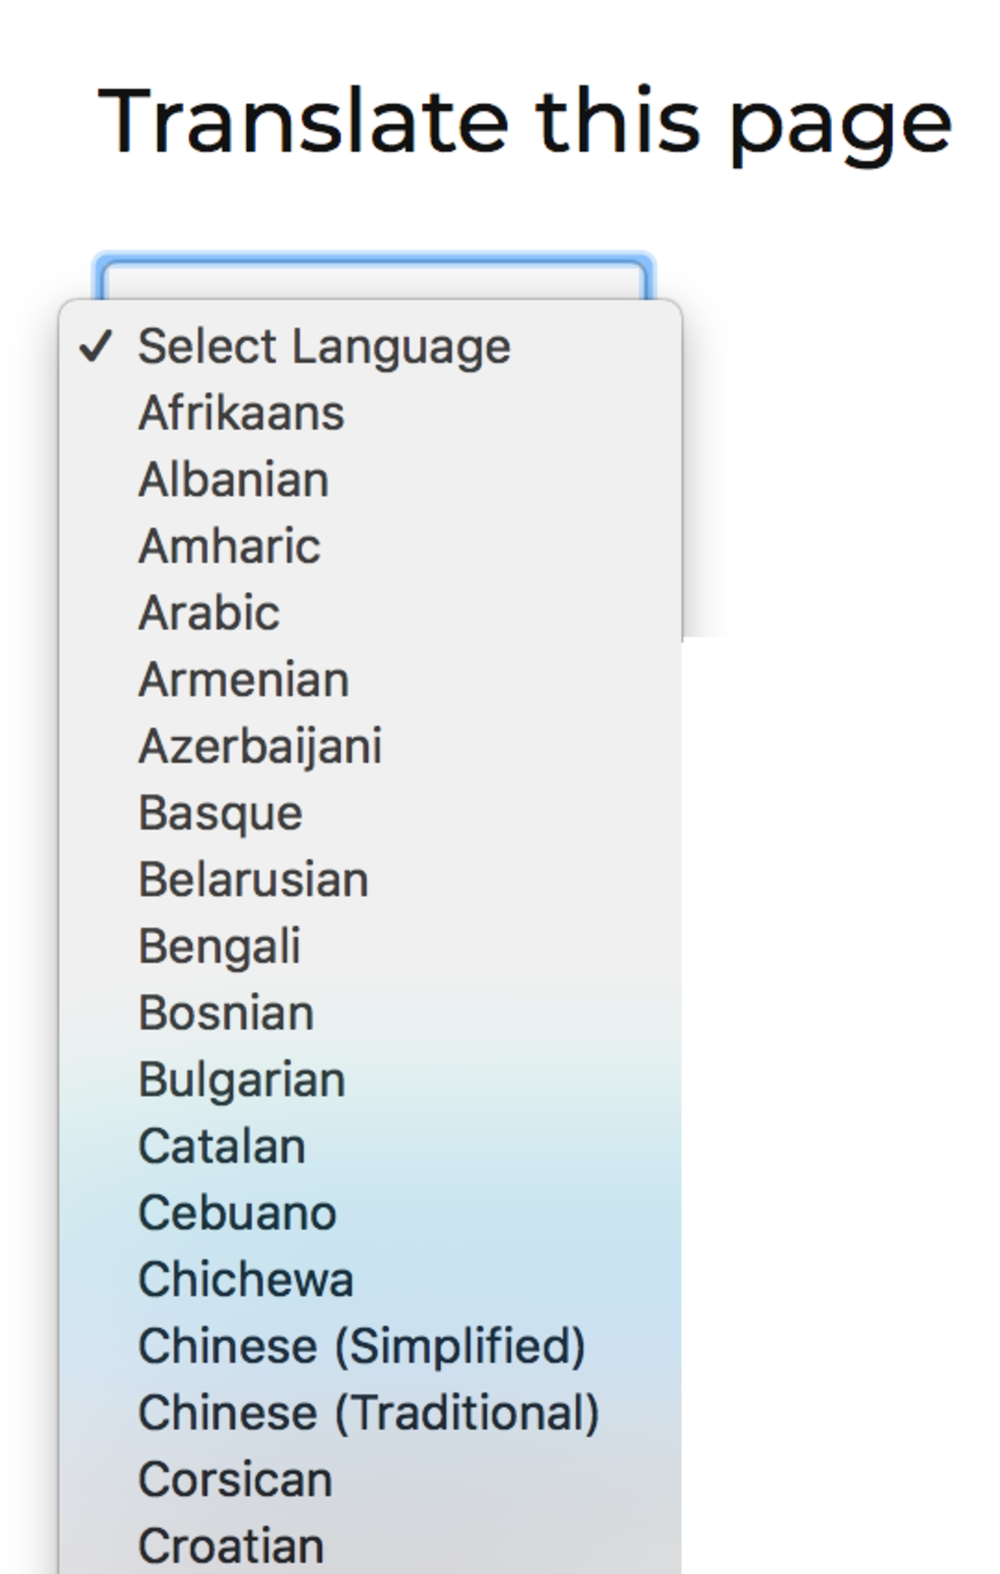 Translate this page
✓ Select Language
Afrikaans
Albanian
Amharic
Arabic
Armenian
Azerbaijani
Basque
Belarusian
Bengali
Bosnian
Bulgarian
Catalan
Cebuano
Chichewa
Chinese (Simplified)
Chinese (Traditional)
Corsican
Croatian